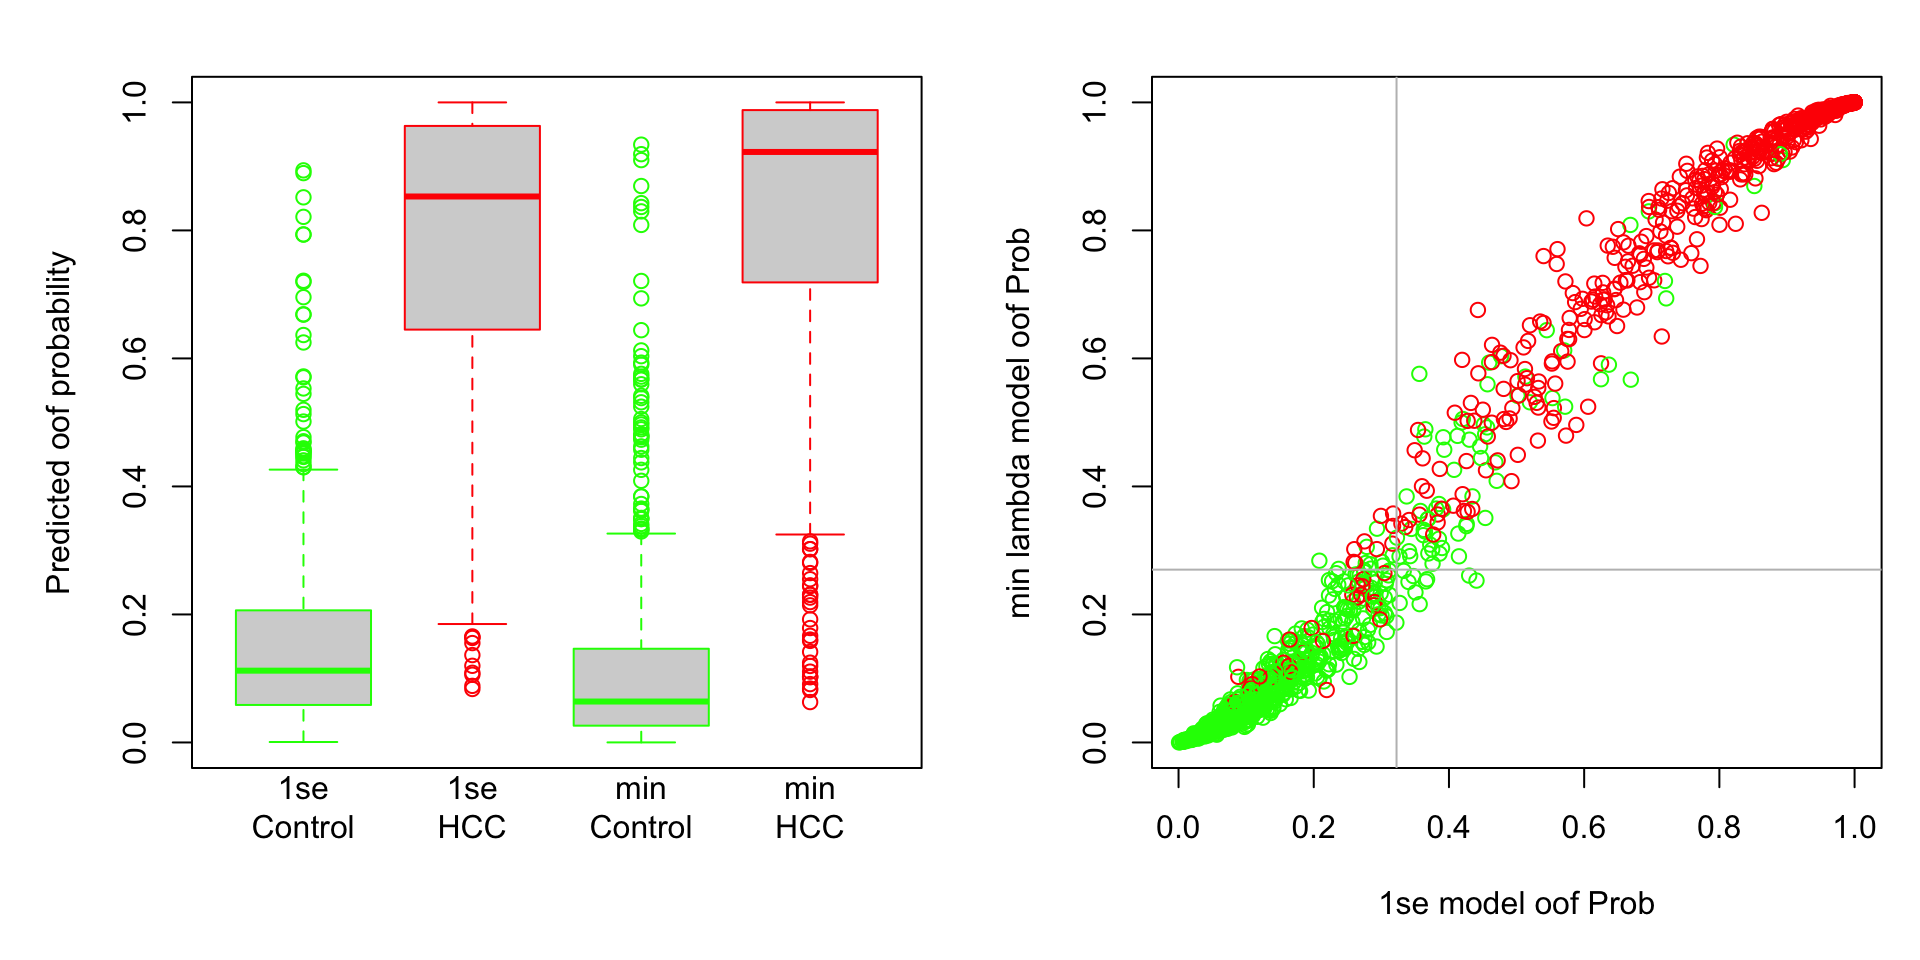 Predicted oof probability
1.0
0.8
0.6
0.4
0.2
0.0
1se
Control
1se
HCC
min
Control
min
HCC
min lambda model oof Prob
1.0
0.8
0.6
0.4
0.2
0.0
0.0 0.2 0.4 0.6 0.8 1.0
1se model oof Prob